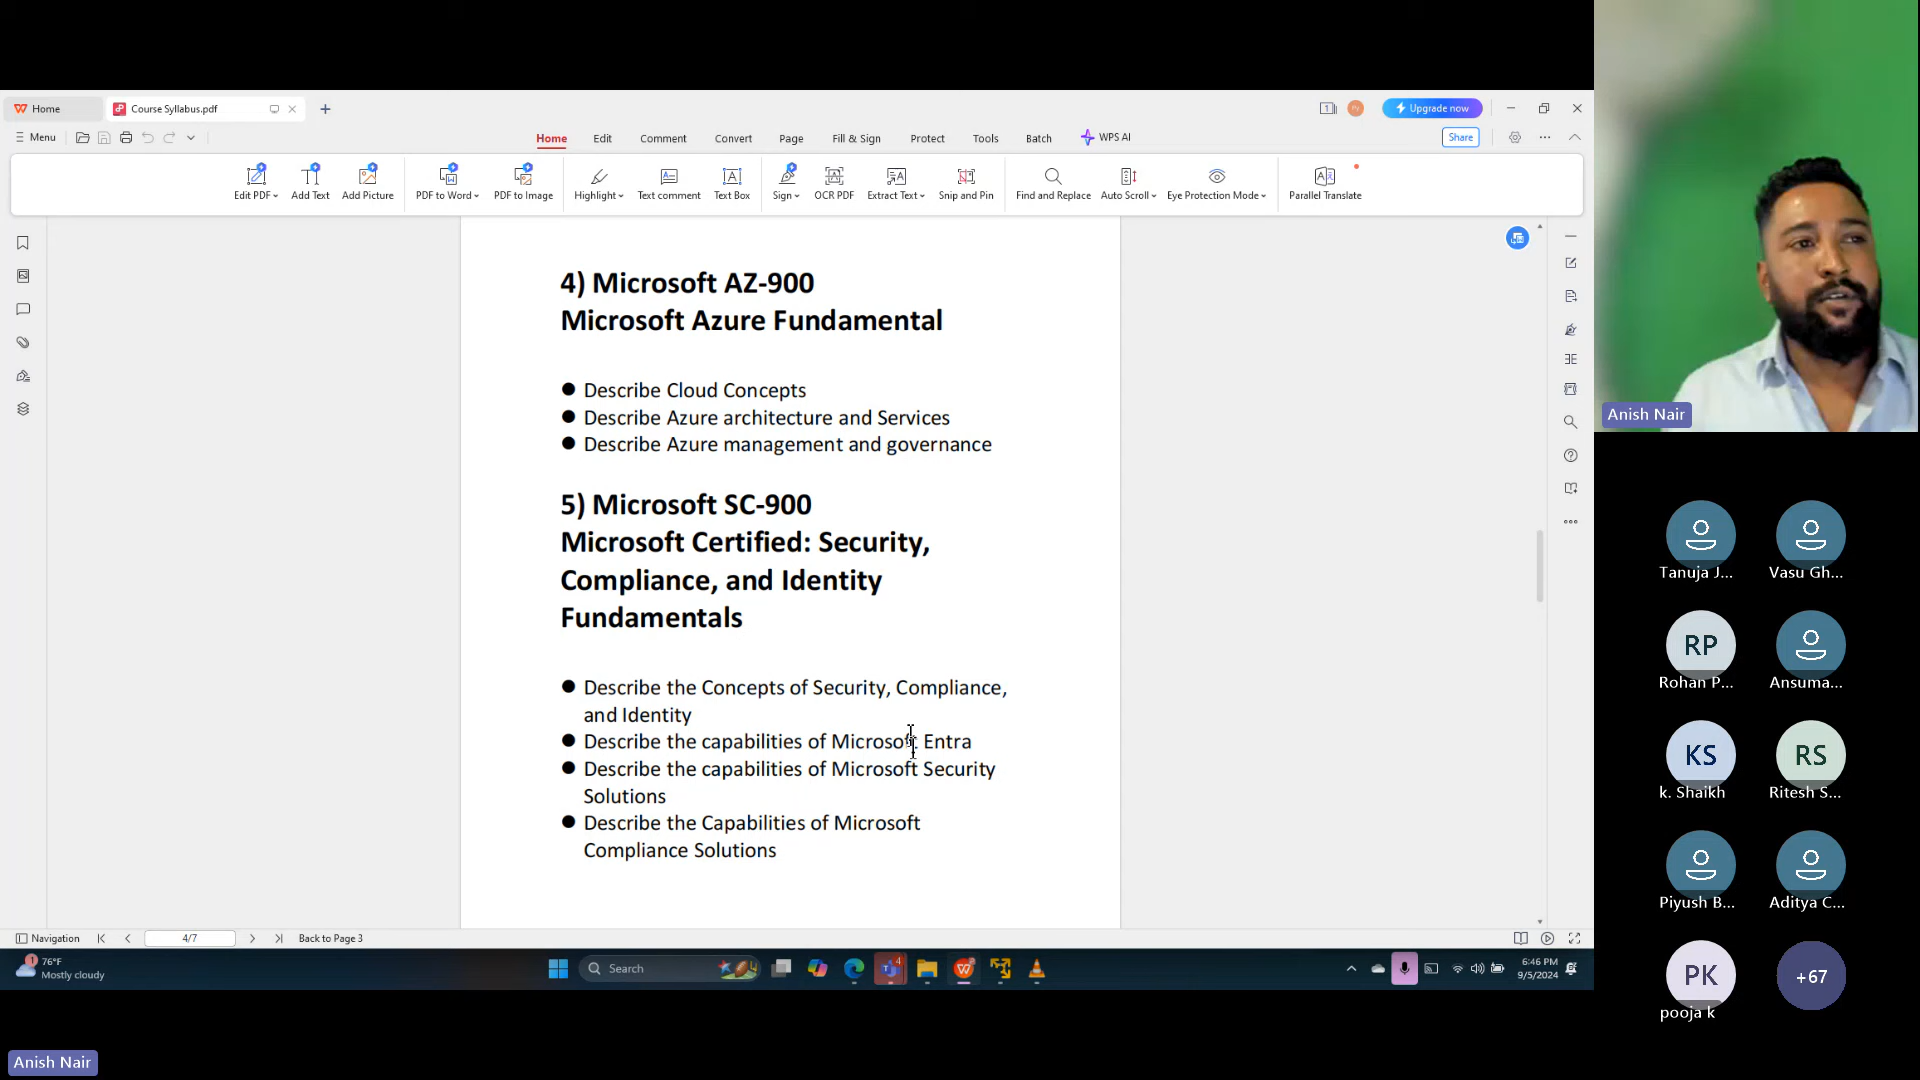 Home
Course Syllabus.pdf
Upgrade now
Menu
Home
Edit
Comment
Convert
Page
Fill & Sign
Protect
Tools
Batch
WPS AI
Share
Edit PDF
Add Text
Add Picture
PDF to Word
PDF to Image
Highlight
Text comment
Text Box
Sign
OCR PDF
Extract Text
Snip and Pin
Find and Replace
Auto Scroll
Eye Protection Mode
Parallel Translate
4) Microsoft AZ-900
Microsoft Azure Fundamental
● Describe Cloud Concepts
● Describe Azure architecture and Services
● Describe Azure management and governance
5) Microsoft SC-900
Microsoft Certified: Security,
Compliance, and Identity
Fundamentals
● Describe the Concepts of Security, Compliance,
and Identity
● Describe the capabilities of Microsoft Entra
● Describe the capabilities of Microsoft Security
Solutions
● Describe the Capabilities of Microsoft
Compliance Solutions
Navigation
4/7
Back to Page 3
1
76°F
Mostly cloudy
Search
4
6:46 PM
9/5/2024
Anish Nair
Tanuja J...
Vasu Gh...
RP
Rohan P...
Ansuma...
KS
k. Shaikh
RS
Ritesh S...
Piyush B...
Aditya C...
PK
pooja k
+67
Anish Nair